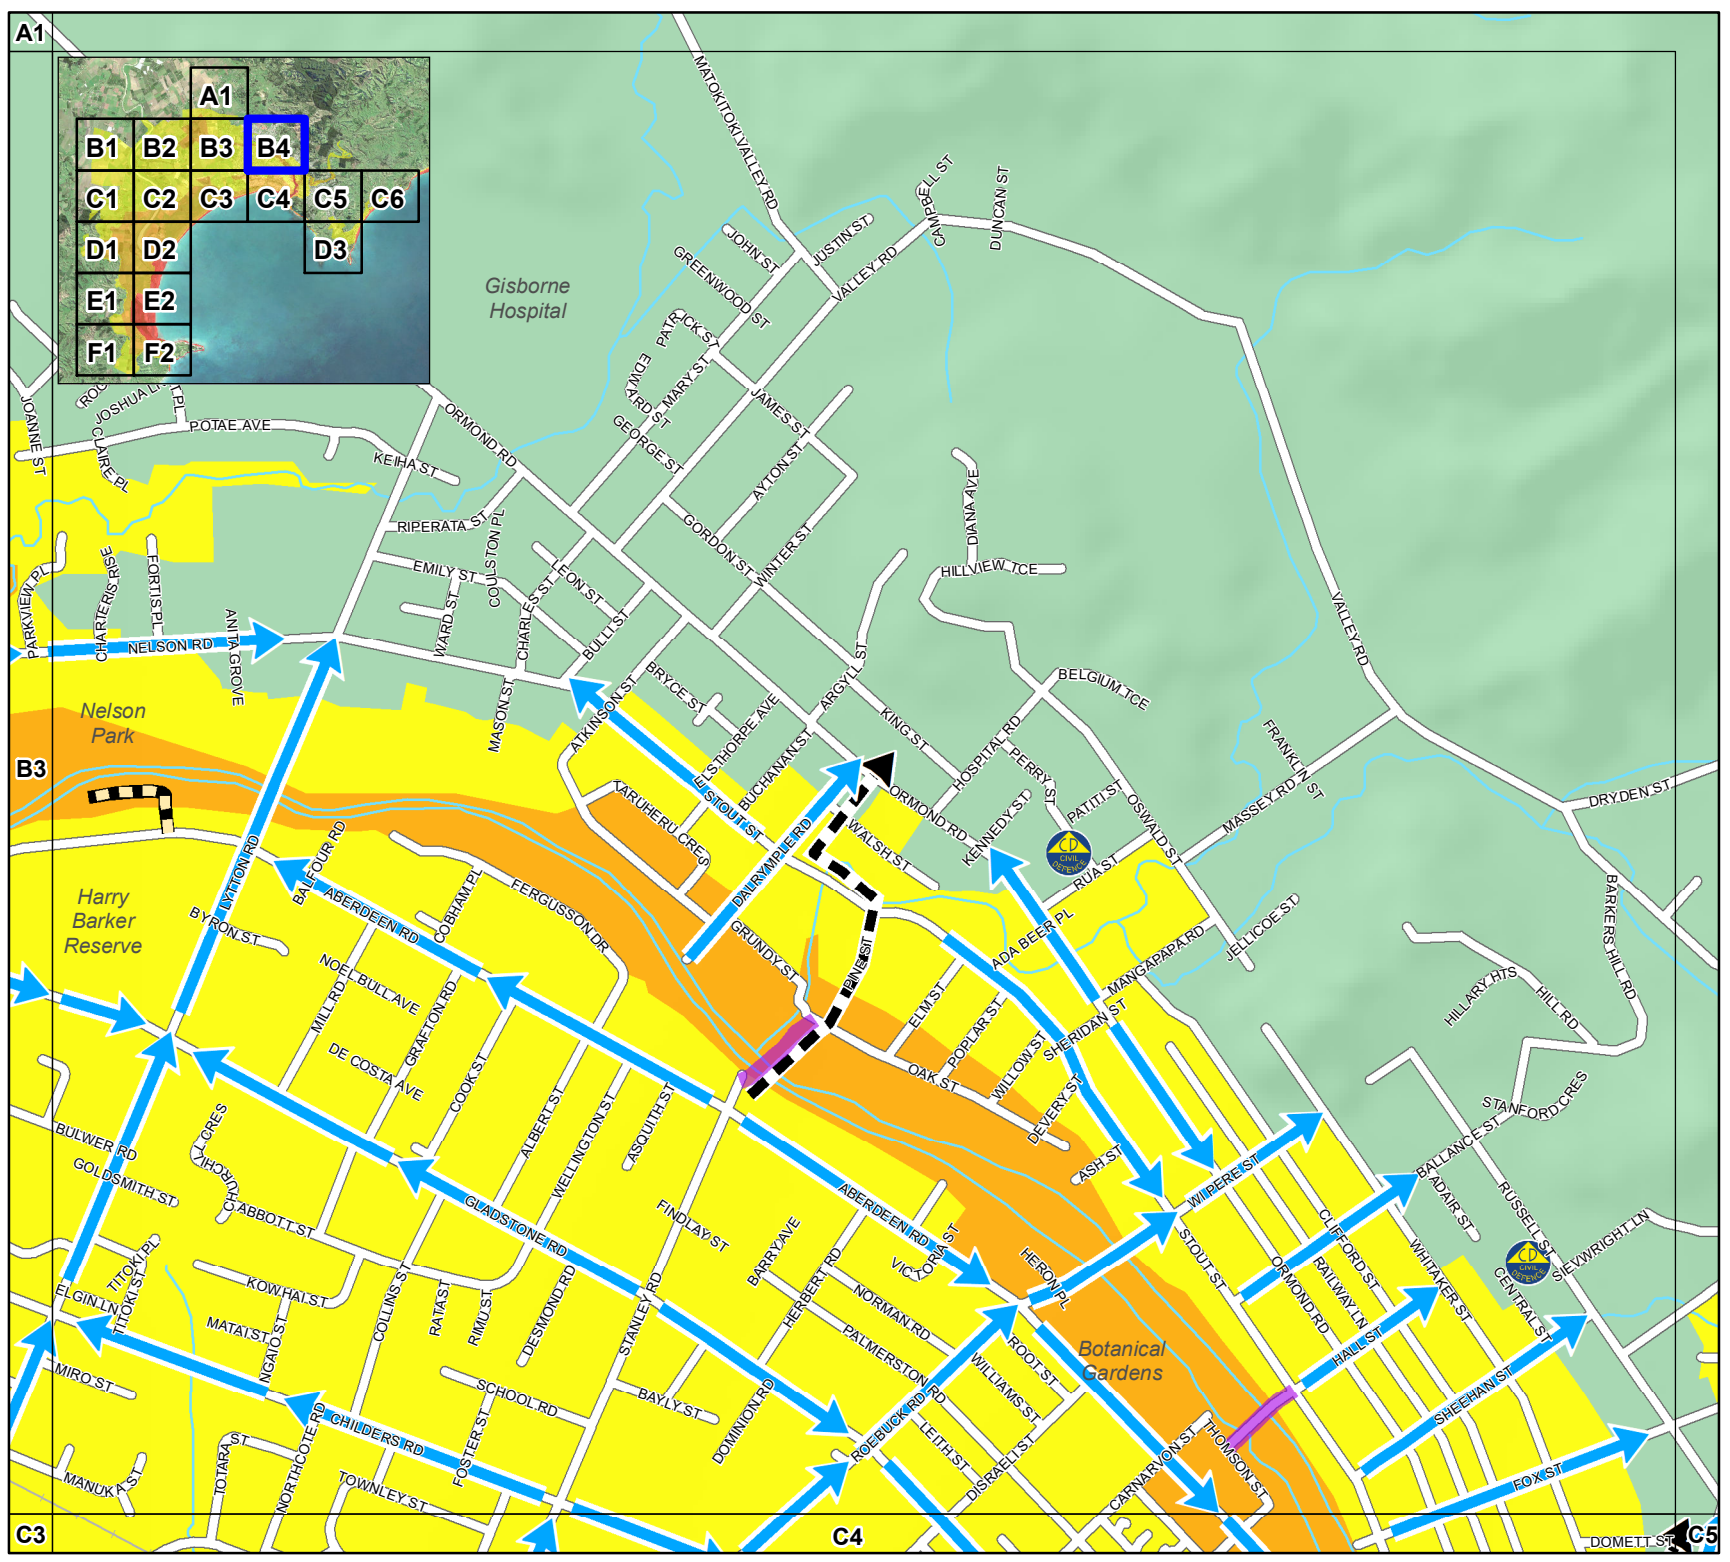 A1
A1
B1
B2
B3
B4
C1
C2
C3
C4
C5
C6
D1
D2
D3
E1
E2
F1
F2
MATOKITOKI VALLEY RD
CAMPBELL ST
DUNCAN ST
JUSTIN ST
JOHN ST
VALLEY RD
GREENWOOD ST
Gisborne
Hospital
PATRICK ST
EDWARD ST
MARY ST
JAMES ST
GEORGE ST
AYTON ST
JOSHUA
JOANNE ST
CLAIRE PL
POTAE AVE
KEIHA ST
ORMOND RD
RIPERATA ST
COULSTON PL
GORDON ST
WINTER ST
DIANA AVE
HILLVIEW TCE
EMILY ST
LEON ST
CHARLES ST
WARD ST
BULLI ST
PARKVIEW PL
CHARTERIS RISE
FORTIS PL
ANITA GROVE
NELSON RD
VALLEY RD
BRYCE ST
ARGYLL ST
BELGIUM TCE
MASON ST
ATKINSON ST
ELSTHORPE AVE
BUCHANAN ST
KING ST
HOSPITAL RD
PERRY ST
FRANKLIN ST
Nelson
Park
B3
STOUT ST
TARUHERU CRES
DALRYMPLE RD
WALSH ST
ORMOND RD
KENNEDY ST
PATITI ST
OSWALD ST
MASSEY RD
DRYDEN ST
CD
CIVIL
DEFENCE
RUA ST
LYTTON RD
BALFOUR RD
ABERDEEN RD
COBHAM PL
FERGUSSON DR
Harry
Barker
Reserve
BYRON ST
NOEL BULL AVE
MILL RD
GRAFTON RD
DE COSTA AVE
COOK ST
GRUNDY ST
PINE ST
ADA BEER PL
MANGAPAPA RD
JELLICOE ST
BARKERS HILL RD
HILLARY HTS
HILL RD
ELM ST
POPLAR ST
WILLOW ST
SHERIDAN ST
OAK ST
DEVERY ST
ASH ST
STANFORD CRES
BALLANCE ST
ADAIR ST
RUSSELL ST
SIEVWRIGHT LN
CD
CIVIL
DEFENCE
CENTRAL ST
BULWER RD
GOLDSMITH ST
CHURCHILL CRES
ABBOTT ST
ALBERT ST
WELLINGTON ST
ASQUITH ST
GLADSTONE RD
FINDLAY ST
ABERDEEN RD
BARRY AVE
HERBERT RD
VICTORIA ST
HERON PL
WI PERE ST
STOUT ST
CLIFFORD ST
RAILWAY LN
ORMOND RD
WHITAKER ST
HALL ST
SHEEHAN ST
FOX ST
TITOKI PL
TITOKI ST
ELGIN LN
KOWHAI ST
MATAI ST
NGAIO ST
MIRO ST
COLLINS ST
RATA ST
RIMU ST
DESMOND RD
STANLEY RD
NORMAN RD
PALMERSTON RD
WILLIAMS ST
ROOT ST
Botanical
Gardens
SCHOOL RD
BAYLY ST
DOMINION RD
ROEBUCK RD
LEITH ST
DISRAELI ST
CARNARVON ST
THOMSON ST
CHILDERS RD
NORTHCOTE RD
TOTARA ST
MANUKA ST
TOWNLEY ST
FOSTER ST
C3
C4
DOMETT ST
C5